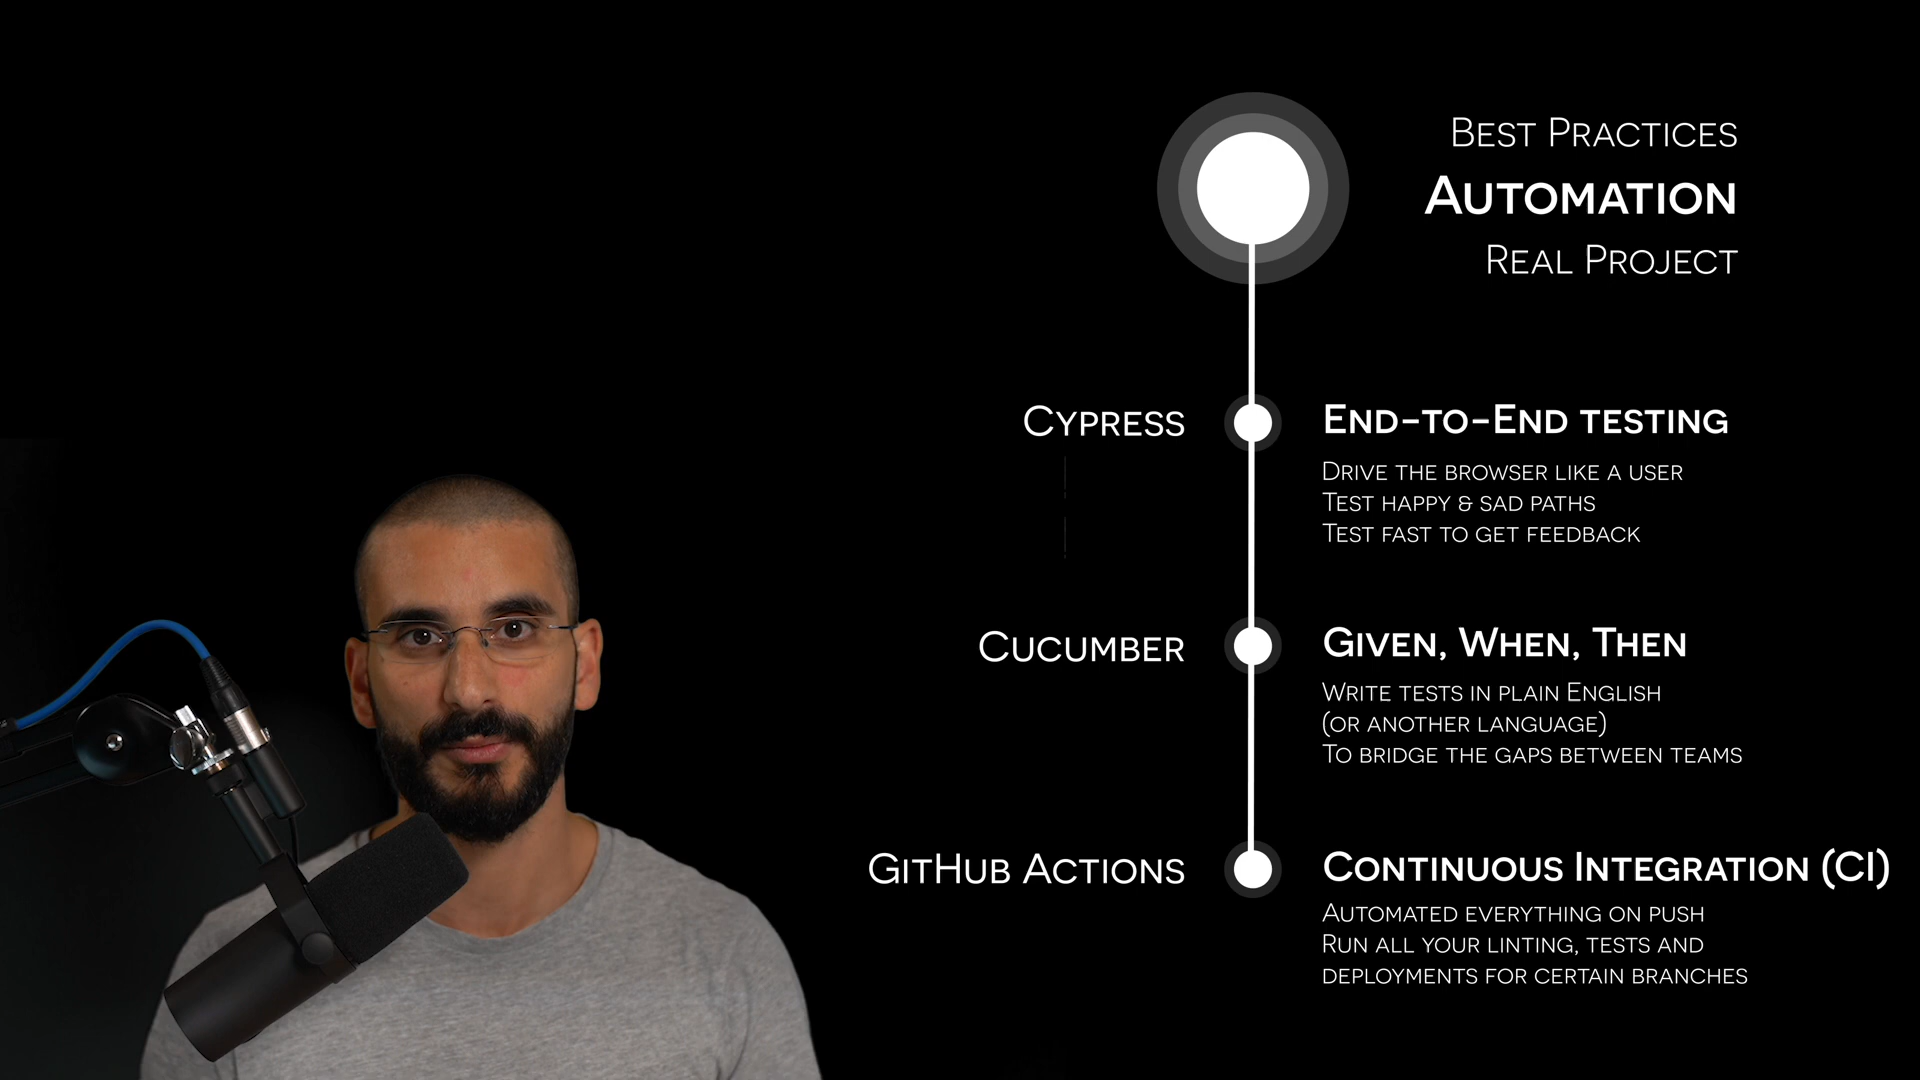 Best Practices
Automation
Real Project
Cypress
End-to-End testing
Drive the browser like a user
Test happy & sad paths
Test fast to get feedback
Cucumber
Given, When, Then
Write tests in plain English
(or another language)
To bridge the gaps between teams
GitHub Actions
Continuous Integration (CI)
Automated everything on push
Run all your linting, tests and
deployments for certain branches